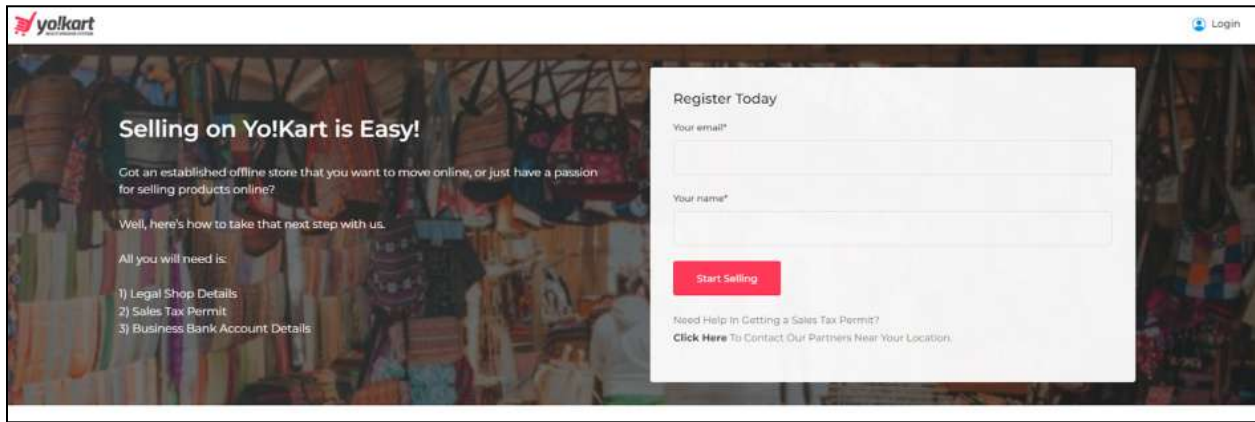 yo!kart
Login
Selling on Yo!Kart is Easy!
Got an established offline store that you want to move online, or just have a passion
for selling products online?
Well, here's how to take that next step with us.
All you will need is:
1) Legal Shop Details
2) Sales Tax Permit
3) Business Bank Account Details
Register Today
Your email*
Your name*
Start Selling
Need Help In Getting a Sales Tax Permit?
Click Here To Contact Our Partners Near Your Location.